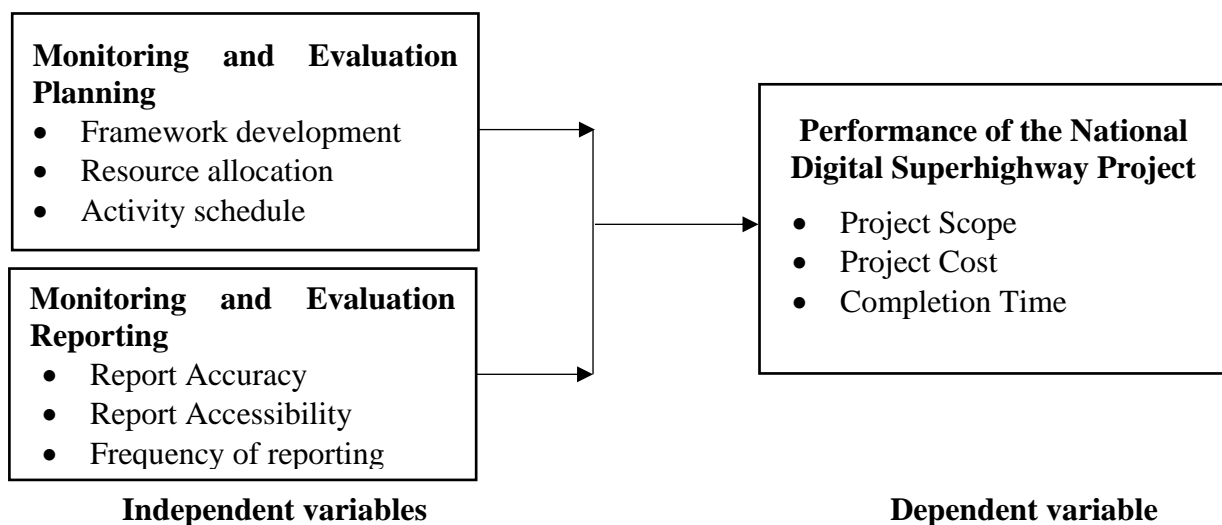 Monitoring and Evaluation
Planning
• Framework development
• Resource allocation
• Activity schedule
Monitoring and Evaluation
Reporting
• Report Accuracy
• Report Accessibility
• Frequency of reporting
Independent variables
Performance of the National
Digital Superhighway Project
• Project Scope
• Project Cost
• Completion Time
Dependent variable